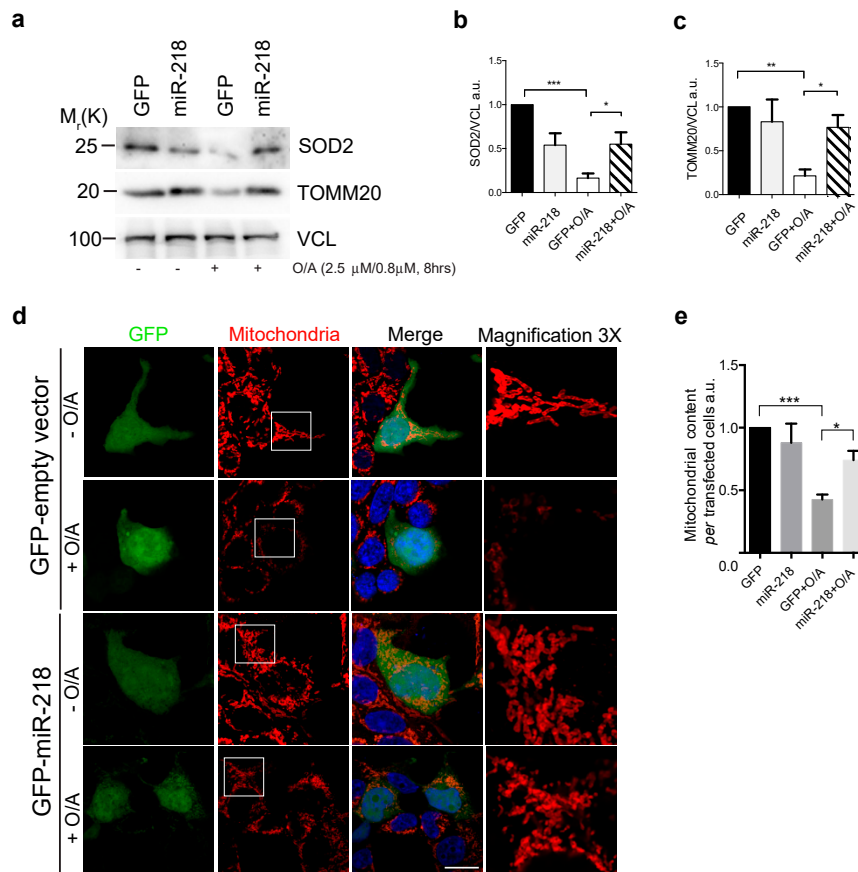 a
GFP
miR-218
GFP
miR-218
Mr(K)
25
SOD2
20
TOMM20
100
VCL
- - + + O/A (2.5 μM/0.8μM, 8hrs)
b
SOD2/VCL a.u.
1.5
1.0
0.5
0.0
***
*
GFP
miR-218
GFP+O/A
miR-218+O/A
c
TOMM20/VCL a.u.
1.5
1.0
0.5
0.0
**
*
GFP
miR-218
GFP+O/A
miR-218+O/A
d
GFP Mitochondria Merge Magnification 3X
GFP-empty vector
- O/A
+ O/A
GFP-miR-218
- O/A
+ O/A
e
Mitochondrial content
per transfected cells a.u.
1.5
1.0
0.5
0.0
***
*
GFP
miR-218
GFP+O/A
miR-218+O/A